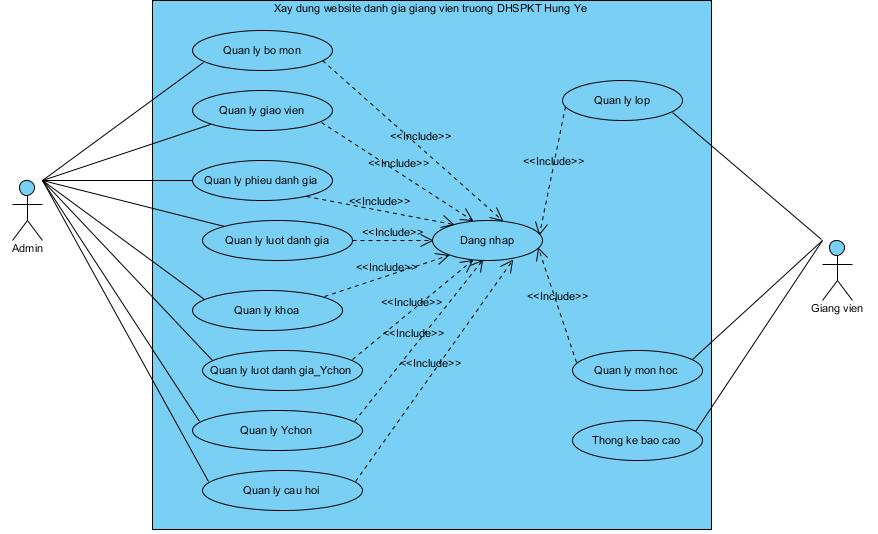 Xay dung website danh gia giang vien truong DHSPKT Hung Ye
Quan ly bo mon
Quan ly giao vien
Quan ly lop
<<Include>>
<<Include>>
<<Include>>
Quan ly phieu danh gia
<<Include>>
Quan ly luot danh gia
<<Include>>
Dang nhap
Admin
<<Include>>
<<Include>>
Quan ly khoa
<<Include>>
Giang vien
<<Include>>
<<Include>>
Quan ly luot danh gia_Ychon
Quan ly mon hoc
Quan ly Ychon
Thong ke bao cao
Quan ly cau hoi